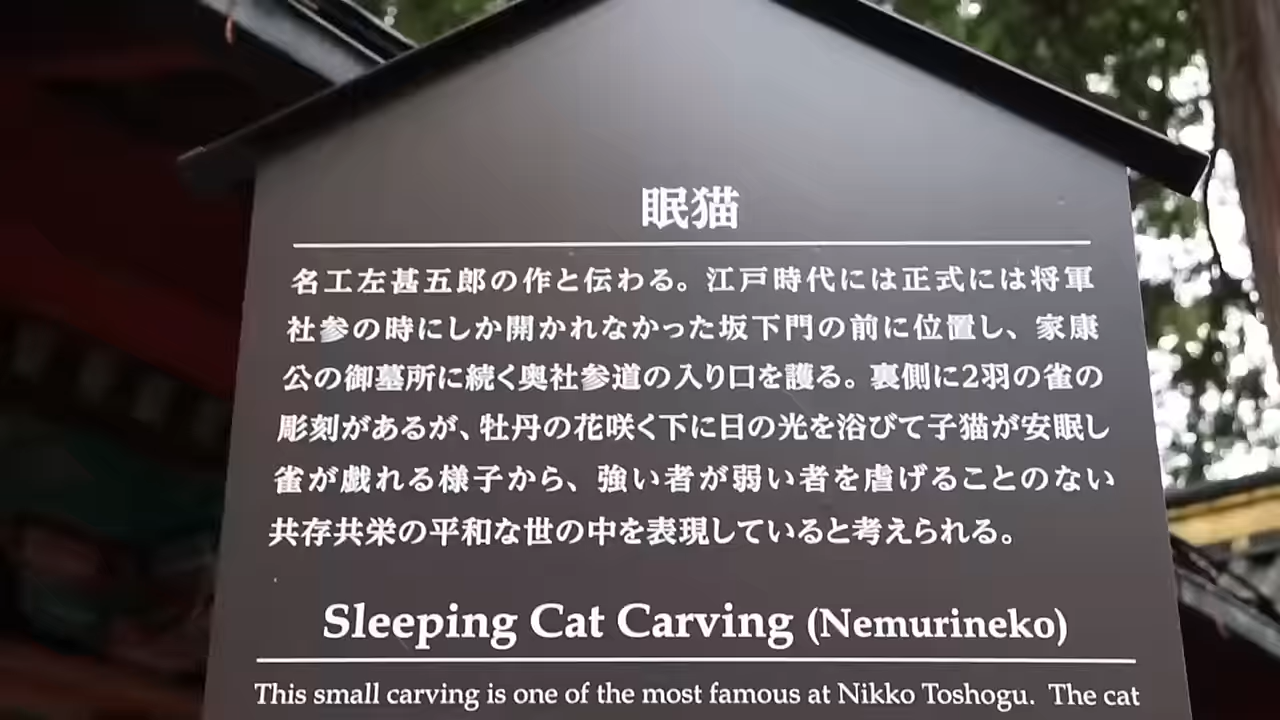 眠猫
名工左甚五郎の作と伝わる。江戸時代には正式には将軍
社参の時にしか開かれなかった坂下門の前に位置し、家康
公の御墓所に続く奥社参道の入り口を護る。裏側に2羽の雀の
彫刻があるが、牡丹の花咲く下に日の光を浴びて子猫が安眠し
雀が戯れる様子から、強い者が弱い者を虐げることのない
共存共栄の平和な世の中を表現していると考えられる。
Sleeping Cat Carving (Nemurineko)
This small carving is one of the most famous at Nikko Toshogu. The cat